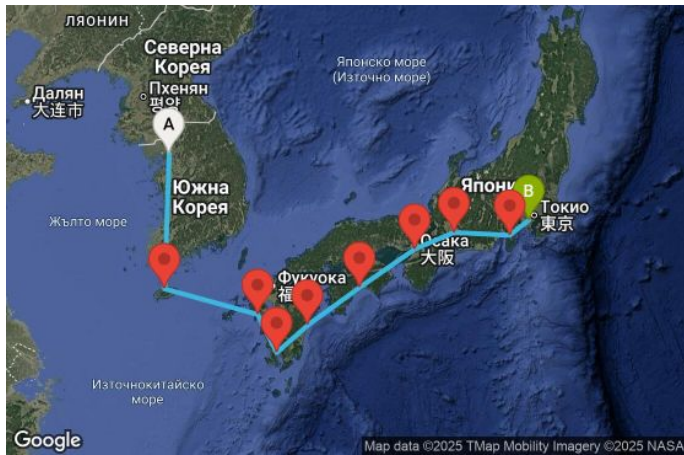 ЛЯОНИН
Северна
Корея
Далян
大连市
Пхенян
평양
A
Японско море
(Източно море)
Южна
Корея
Жълто море
Япони
B
Токио
東京
Осака
大阪
Фукуока
Източнокитайско
море
Google
Map data ©2025 TMap Mobility Imagery ©2025 NASA